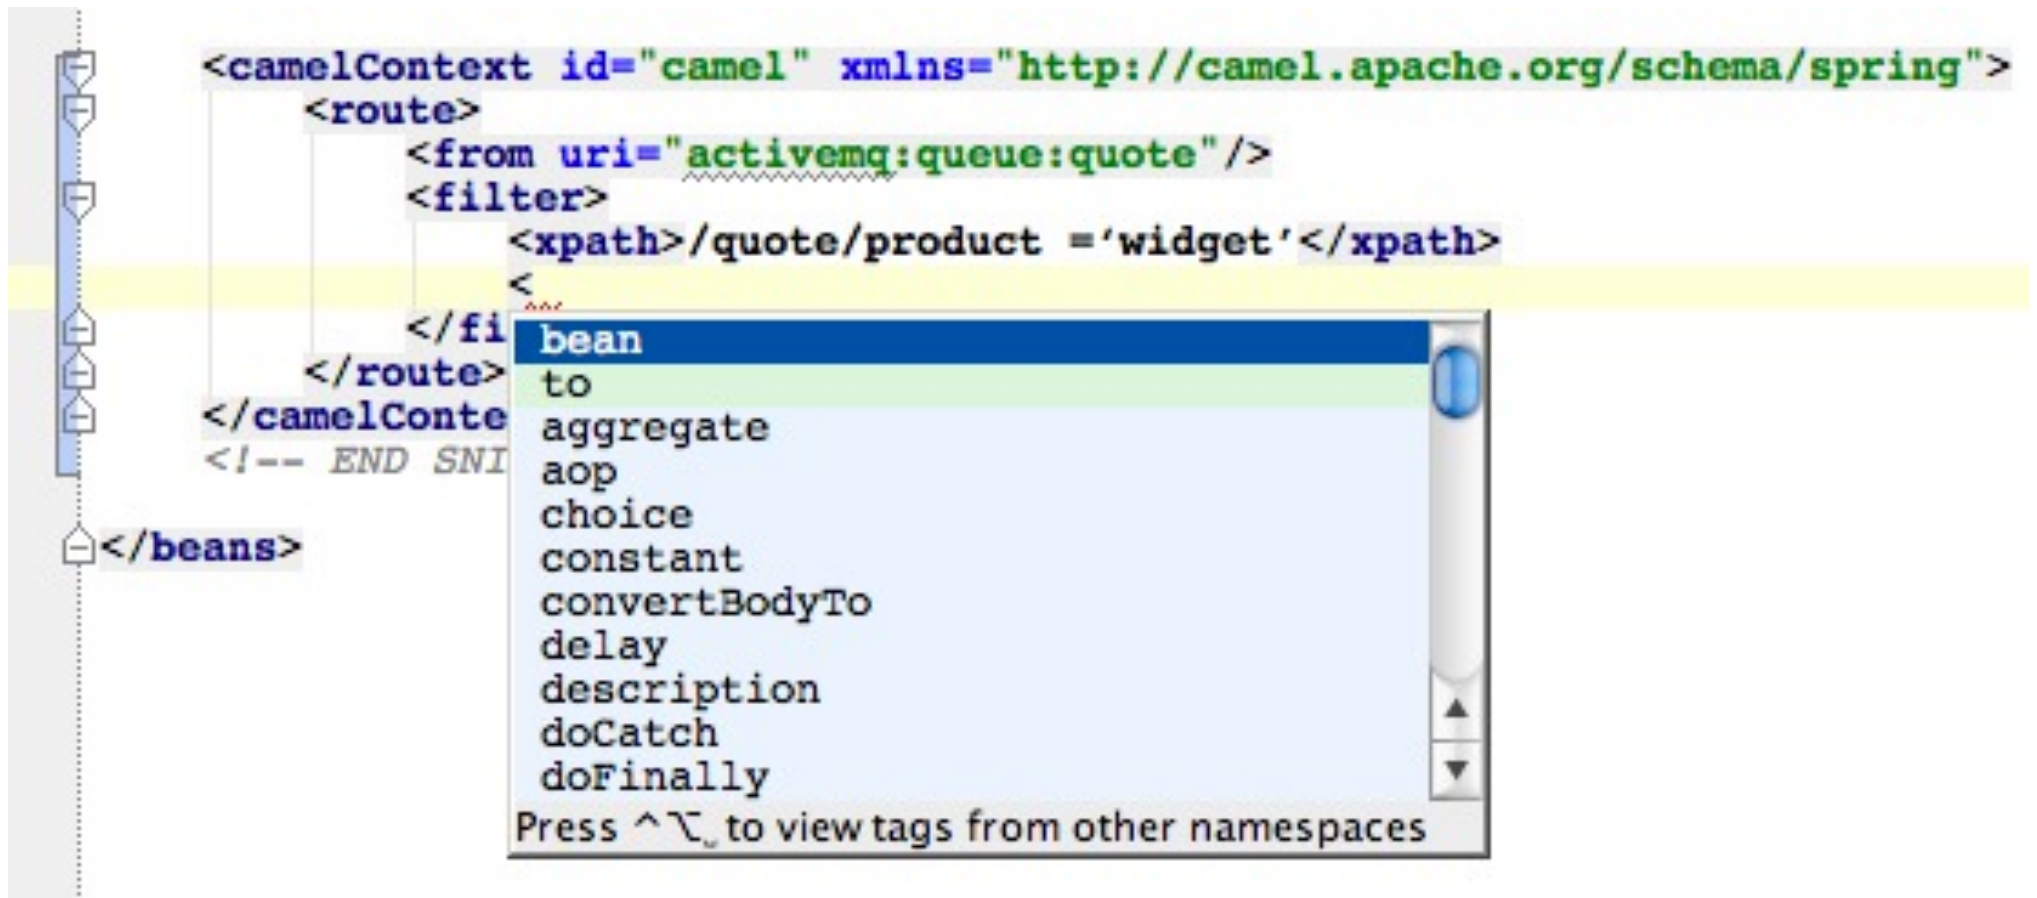 <camelContext id="camel" xmlns="http://camel.apache.org/schema/spring">
<route>
<from uri="activemq:queue:quote"/>
<filter>
<xpath>/quote/product =’widget’</xpath>
<
</fi
</route>
</camelConte
<!-- END SNI
</beans>
bean
to
aggregate
aop
choice
constant
convertBodyTo
delay
description
doCatch
doFinally
Press ^⌥␣ to view tags from other namespaces